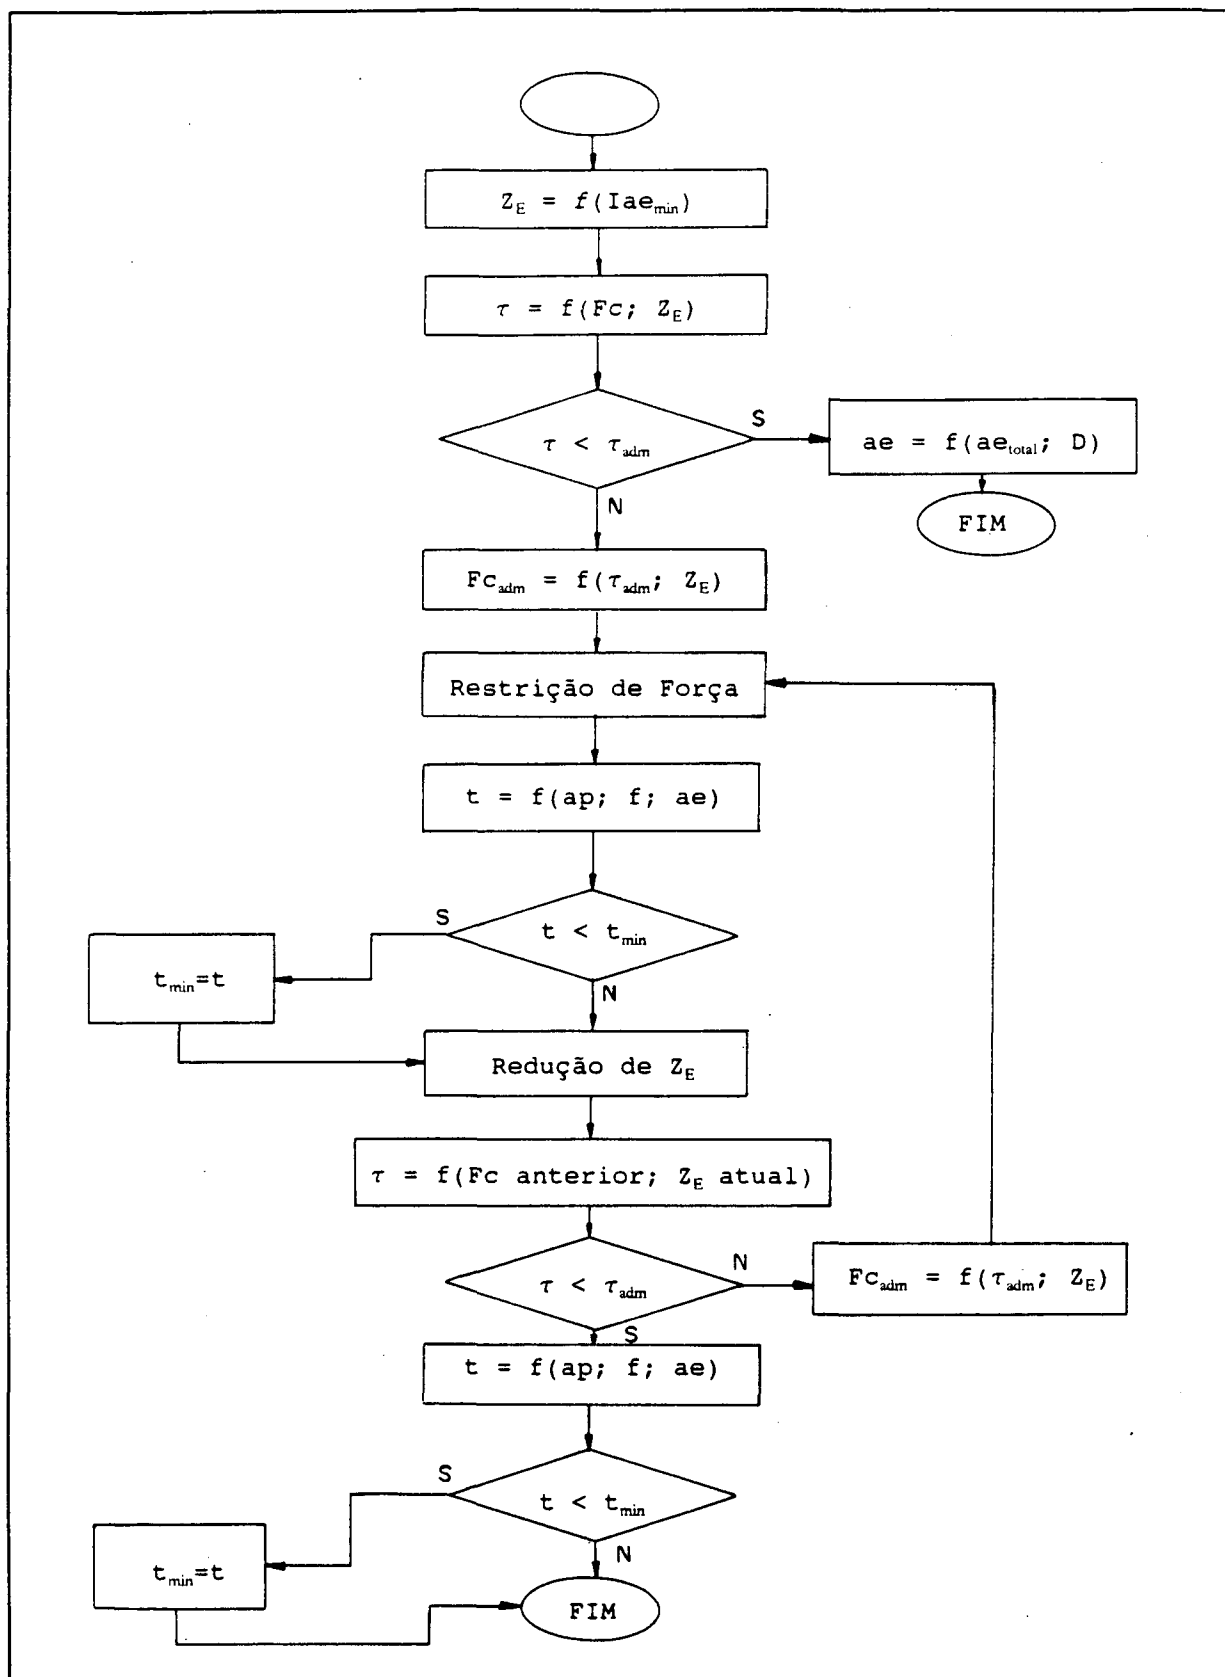 Z_E = f(Iae_min)
τ = f(Fc; Z_E)
τ < τ_adm
S
ae = f(ae_total; D)
N
FIM
Fc_adm = f(τ_adm; Z_E)
Restrição de Força
t = f(ap; f; ae)
S
t < t_min
t_min=t
N
Redução de Z_E
τ = f(Fc anterior; Z_E atual)
N
τ < τ_adm
Fc_adm = f(τ_adm; Z_E)
S
t = f(ap; f; ae)
S
t < t_min
N
t_min=t
FIM